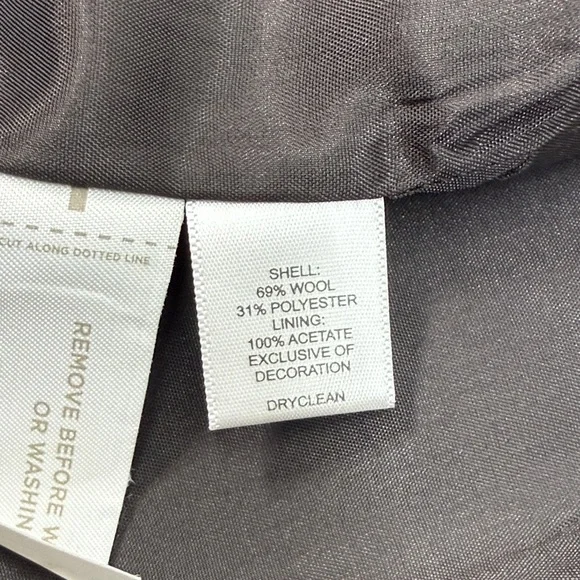 CUT ALONG DOTTED LINE
REMOVE BEFORE
OR
SHELL:
69% WOOL
31% POLYESTER
LINING:
100% ACETATE
EXCLUSIVE OF
DECORATION
DRYCLEAN